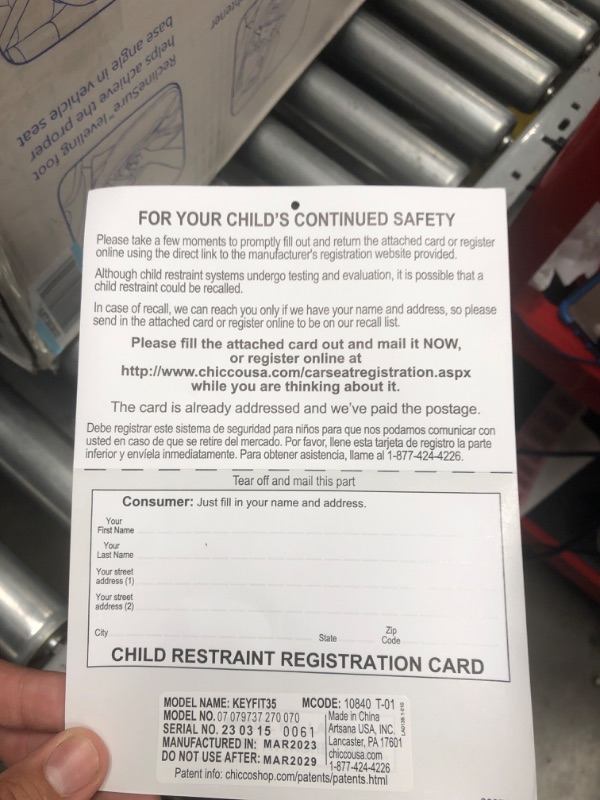 ReclineSure™ leveling foot
helps achieve the proper
base angle in vehicle seat
FOR YOUR CHILD'S CONTINUED SAFETY
Please take a few moments to promptly fill out and return the attached card or register
online using the direct link to the manufacturer's registration website provided.
Although child restraint systems undergo testing and evaluation, it is possible that a
child restraint could be recalled.
In case of recall, we can reach you only if we have your name and address, so please
send in the attached card or register online to be on our recall list.
Please fill the attached card out and mail it NOW,
or register online at
http://www.chiccousa.com/carseatregistration.aspx
while you are thinking about it.
The card is already addressed and we've paid the postage.
Debe registrar este sistema de seguridad para niños para que nos podamos comunicar con
usted en caso de que se retire del mercado. Por favor, llene esta tarjeta de registro la parte
inferior y envíela inmediatamente. Para obtener asistencia, llame al 1-877-424-4226.
Tear off and mail this part
Consumer: Just fill in your name and address.
Your
First Name
Your
Last Name
Your street
address (1)
Your street
address (2)
City State Zip
Code
CHILD RESTRAINT REGISTRATION CARD
MODEL NAME: KEYFIT35 MCODE: 10840 T-01
MODEL NO. 07 079737 270 070 Made in China
SERIAL NO. 23 03 15 0061 Artsana USA, INC.
MANUFACTURED IN: MAR2023 Lancaster, PA 17601
DO NOT USE AFTER: MAR2029 chiccousa.com
1-877-424-4226
Patent info: chiccoshop.com/patents/patents.html